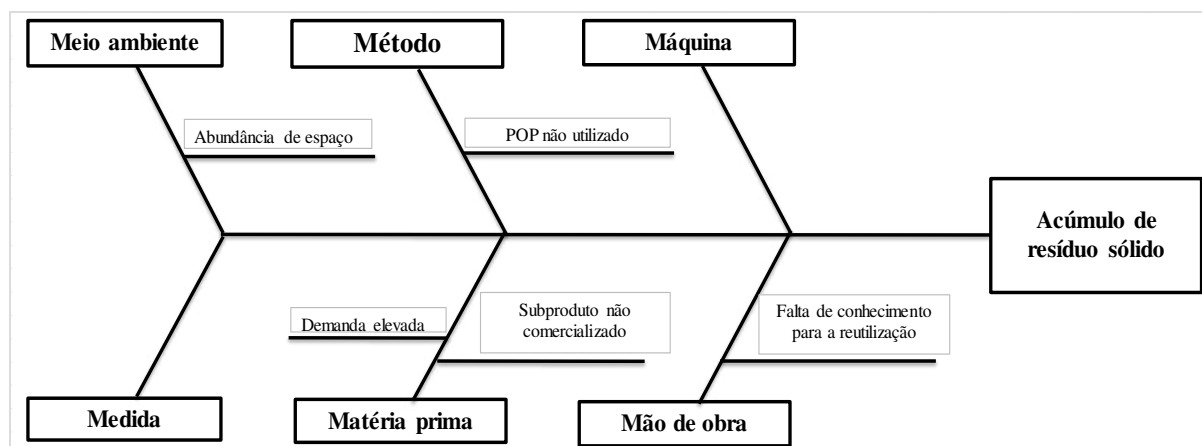 Meio ambiente
Método
Máquina
Abundância de espaço
POP não utilizado
Acúmulo de
resíduo sólido
Demanda elevada
Subproduto não
comercializado
Falta de conhecimento
para a reutilização
Medida
Matéria prima
Mão de obra